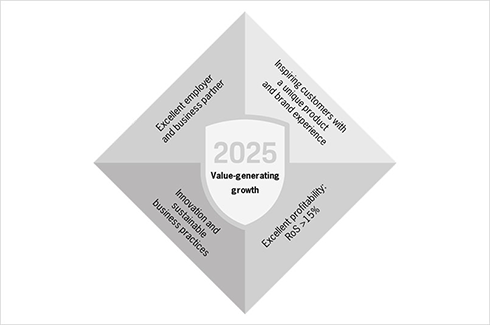 Excellent employer
and business partner
Inspiring customers with
a unique product
and brand experience
2025
Value-generating
growth
Innovation and
sustainable
business practices
Excellent profitability:
RoS >15%